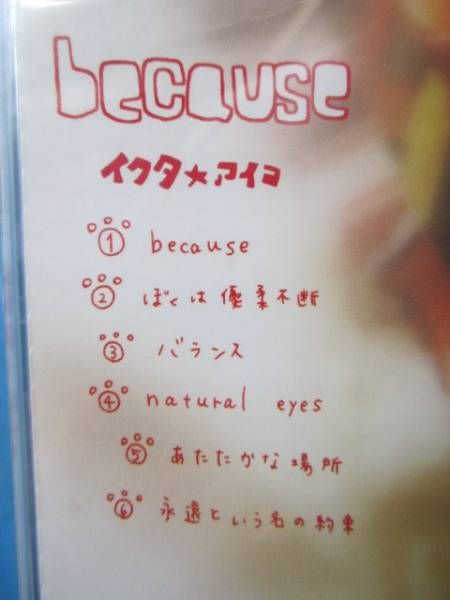 because
イクタ★アイコ
① because
② ぼくは優柔不断
③ バランス
④ natural eyes
⑤ あたたかな場所
⑥ 永遠という名の約束